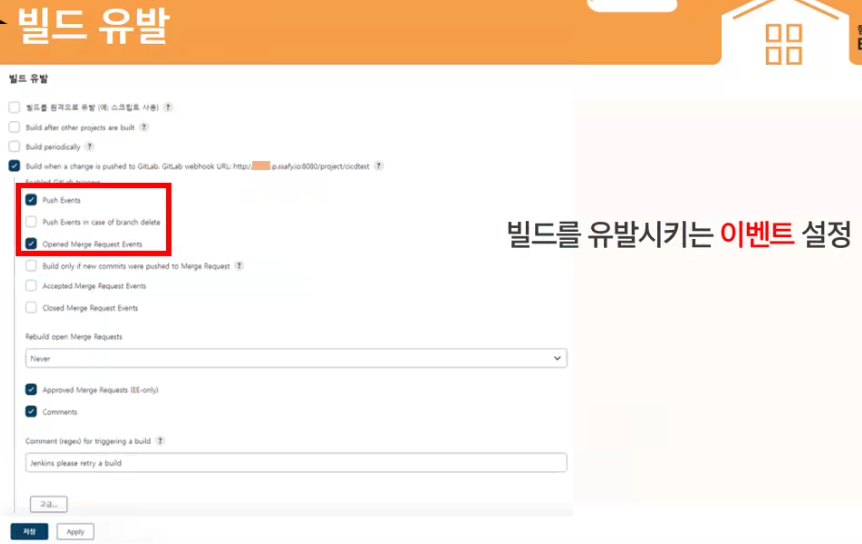 빌드 유발
빌드 유발
빌드를 원격으로 유발 (예: 스크립트 사용) ?
Build after other projects are built ?
Build periodically ?
Build when a change is pushed to GitLab. GitLab webhook URL: http:/ .p.ssafy.io:8080/project/cicdtest ?
Enabled GitLab triggers
Push Events
Push Events in case of branch delete
Opened Merge Request Events
빌드를 유발시키는 이벤트 설정
Build only if new commits were pushed to Merge Request ?
Accepted Merge Request Events
Closed Merge Request Events
Rebuild open Merge Requests
Never
Approved Merge Requests (EE-only)
Comments
Comment (regex) for triggering a build ?
Jenkins please retry a build
고급...
저장
Apply